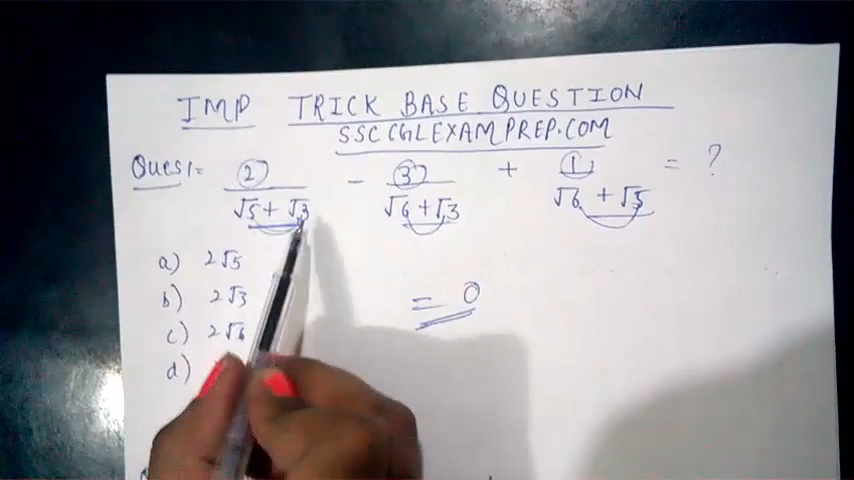 IMP TRICK BASE QUESTION
SSCCGLEXAMPREP.COM
Ques1:- 2/(√5 + √3) - 3/(√6 + √3) + 1/(√6 + √5) = ?
a) 2√5
b) 2√3
= 0
c) 2√6
d)